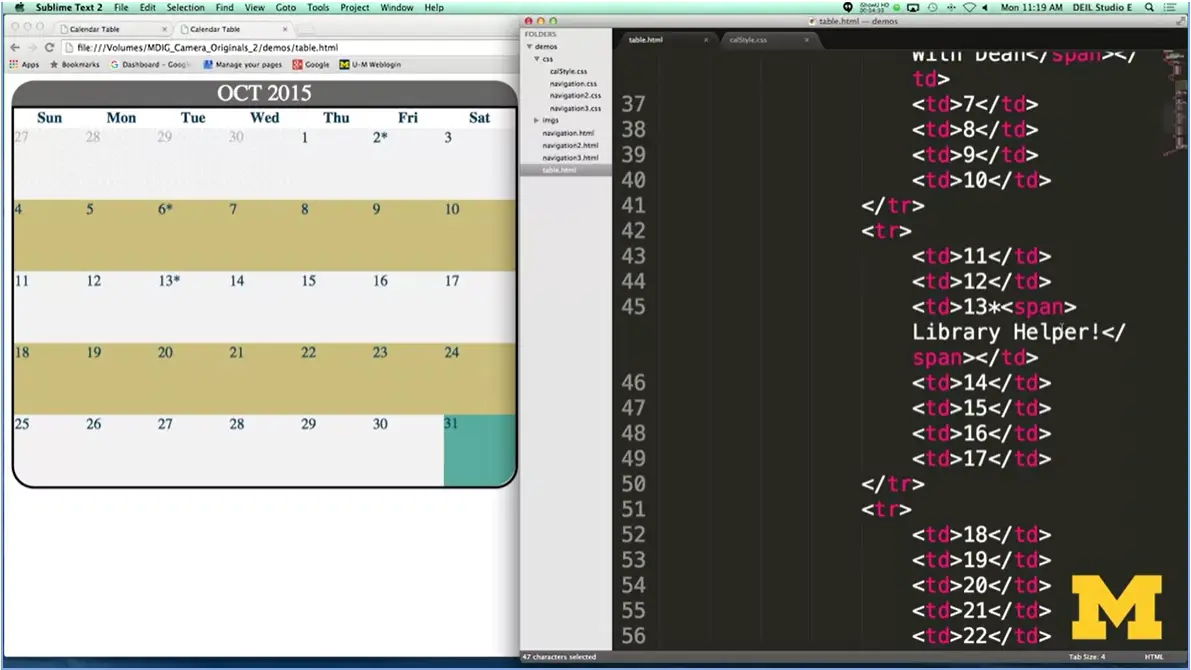 Sublime Text 2 File Edit Selection Find View Goto Tools Project Window Help
Mon 11:19 AM DEIL Studio E
Calendar Table
Calendar Table
file:///Volumes/MDIG_Camera_Originals_2/demos/table.html
Apps Bookmarks Dashboard - Googl Manage your pages Google U-M Weblogin
OCT 2015
Sun Mon Tue Wed Thu Fri Sat
27 28 29 30 1 2* 3
4 5 6* 7 8 9 10
11 12 13* 14 15 16 17
18 19 20 21 22 23 24
25 26 27 28 29 30 31
table.html — demos
FOLDERS
demos
css
calStyle.css
navigation.css
navigation2.css
navigation3.css
imgs
navigation.html
navigation2.html
navigation3.html
table.html
table.html
calStyle.css
With Dean</span></
td>
37 <td>7</td>
38 <td>8</td>
39 <td>9</td>
40 <td>10</td>
41 </tr>
42 <tr>
43 <td>11</td>
44 <td>12</td>
45 <td>13*<span>
Library Helper!</
span></td>
46 <td>14</td>
47 <td>15</td>
48 <td>16</td>
49 <td>17</td>
50 </tr>
51 <tr>
52 <td>18</td>
53 <td>19</td>
54 <td>20</td>
55 <td>21</td>
56 <td>22</td>
M
47 characters selected
Tab Size: 4 HTML